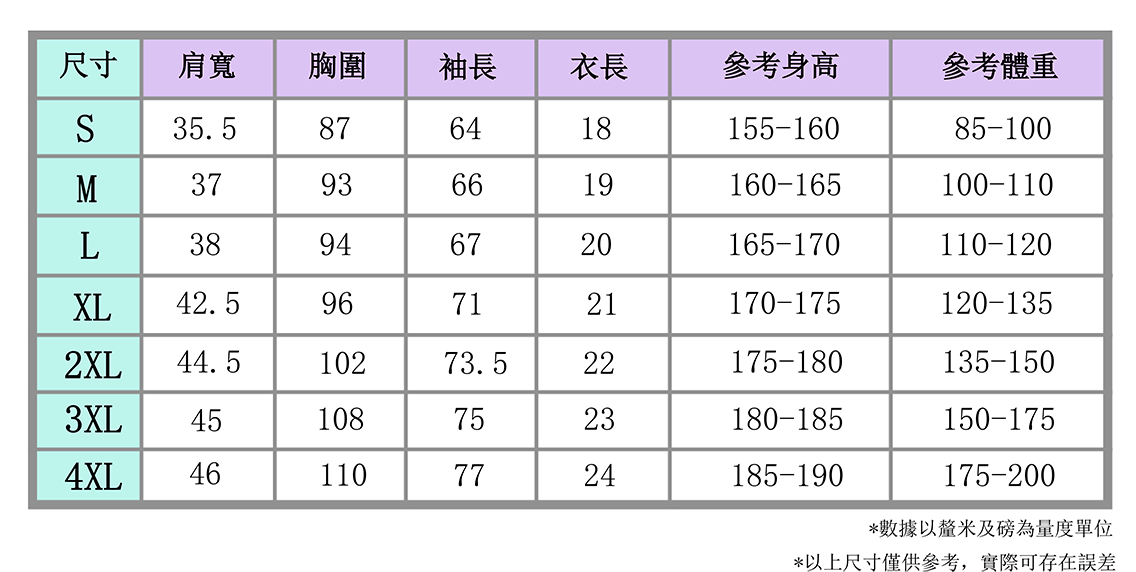 尺寸 肩寬 胸圍 袖長 衣長 參考身高 參考體重
S 35.5 87 64 18 155-160 85-100
M 37 93 66 19 160-165 100-110
L 38 94 67 20 165-170 110-120
XL 42.5 96 71 21 170-175 120-135
2XL 44.5 102 73.5 22 175-180 135-150
3XL 45 108 75 23 180-185 150-175
4XL 46 110 77 24 185-190 175-200
*數據以釐米及磅為量度單位
*以上尺寸僅供參考，實際可存在誤差